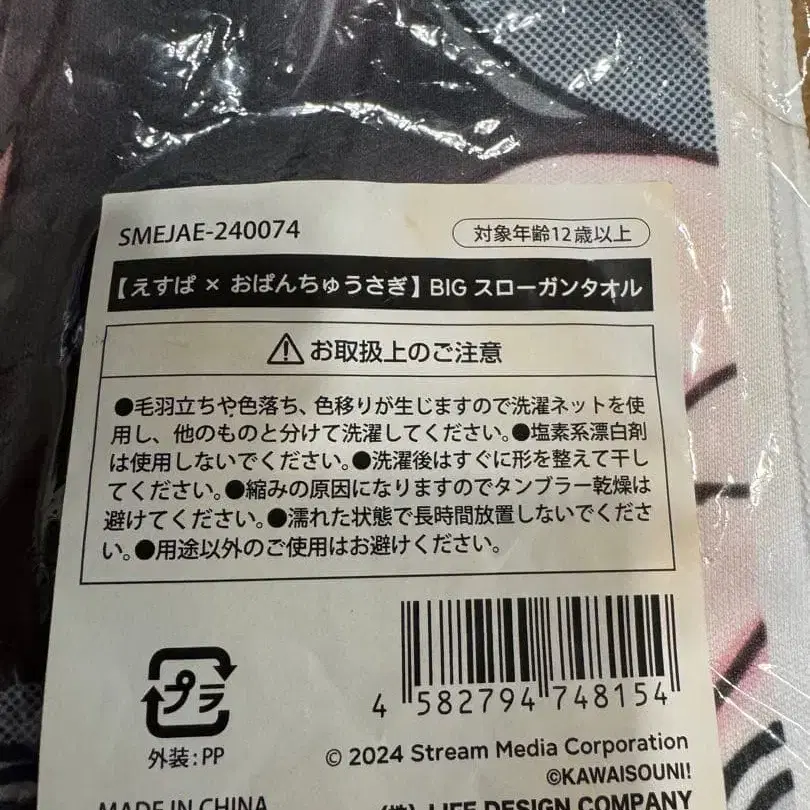 SMEJAE-240074
対象年齢12歳以上
【えすぱ × おぱんちゅうさぎ】BIG スローガンタオル
⚠お取扱上のご注意
●毛羽立ちや色落ち、色移りが生じますので洗濯ネットを使
用し、他のものと分けて洗濯してください。●塩素系漂白剤
は使用しないでください。●洗濯後はすぐに形を整えて干し
てください。●縮みの原因になりますのでタンブラー乾燥は
避けてください。●濡れた状態で長時間放置しないでくださ
い。●用途以外のご使用はお避けください。
プラ
外装:PP
4 582794 748154
© 2024 Stream Media Corporation
©KAWAISOUNI!
MADE IN CHINA
(株) LIFE DESIGN COMPANY